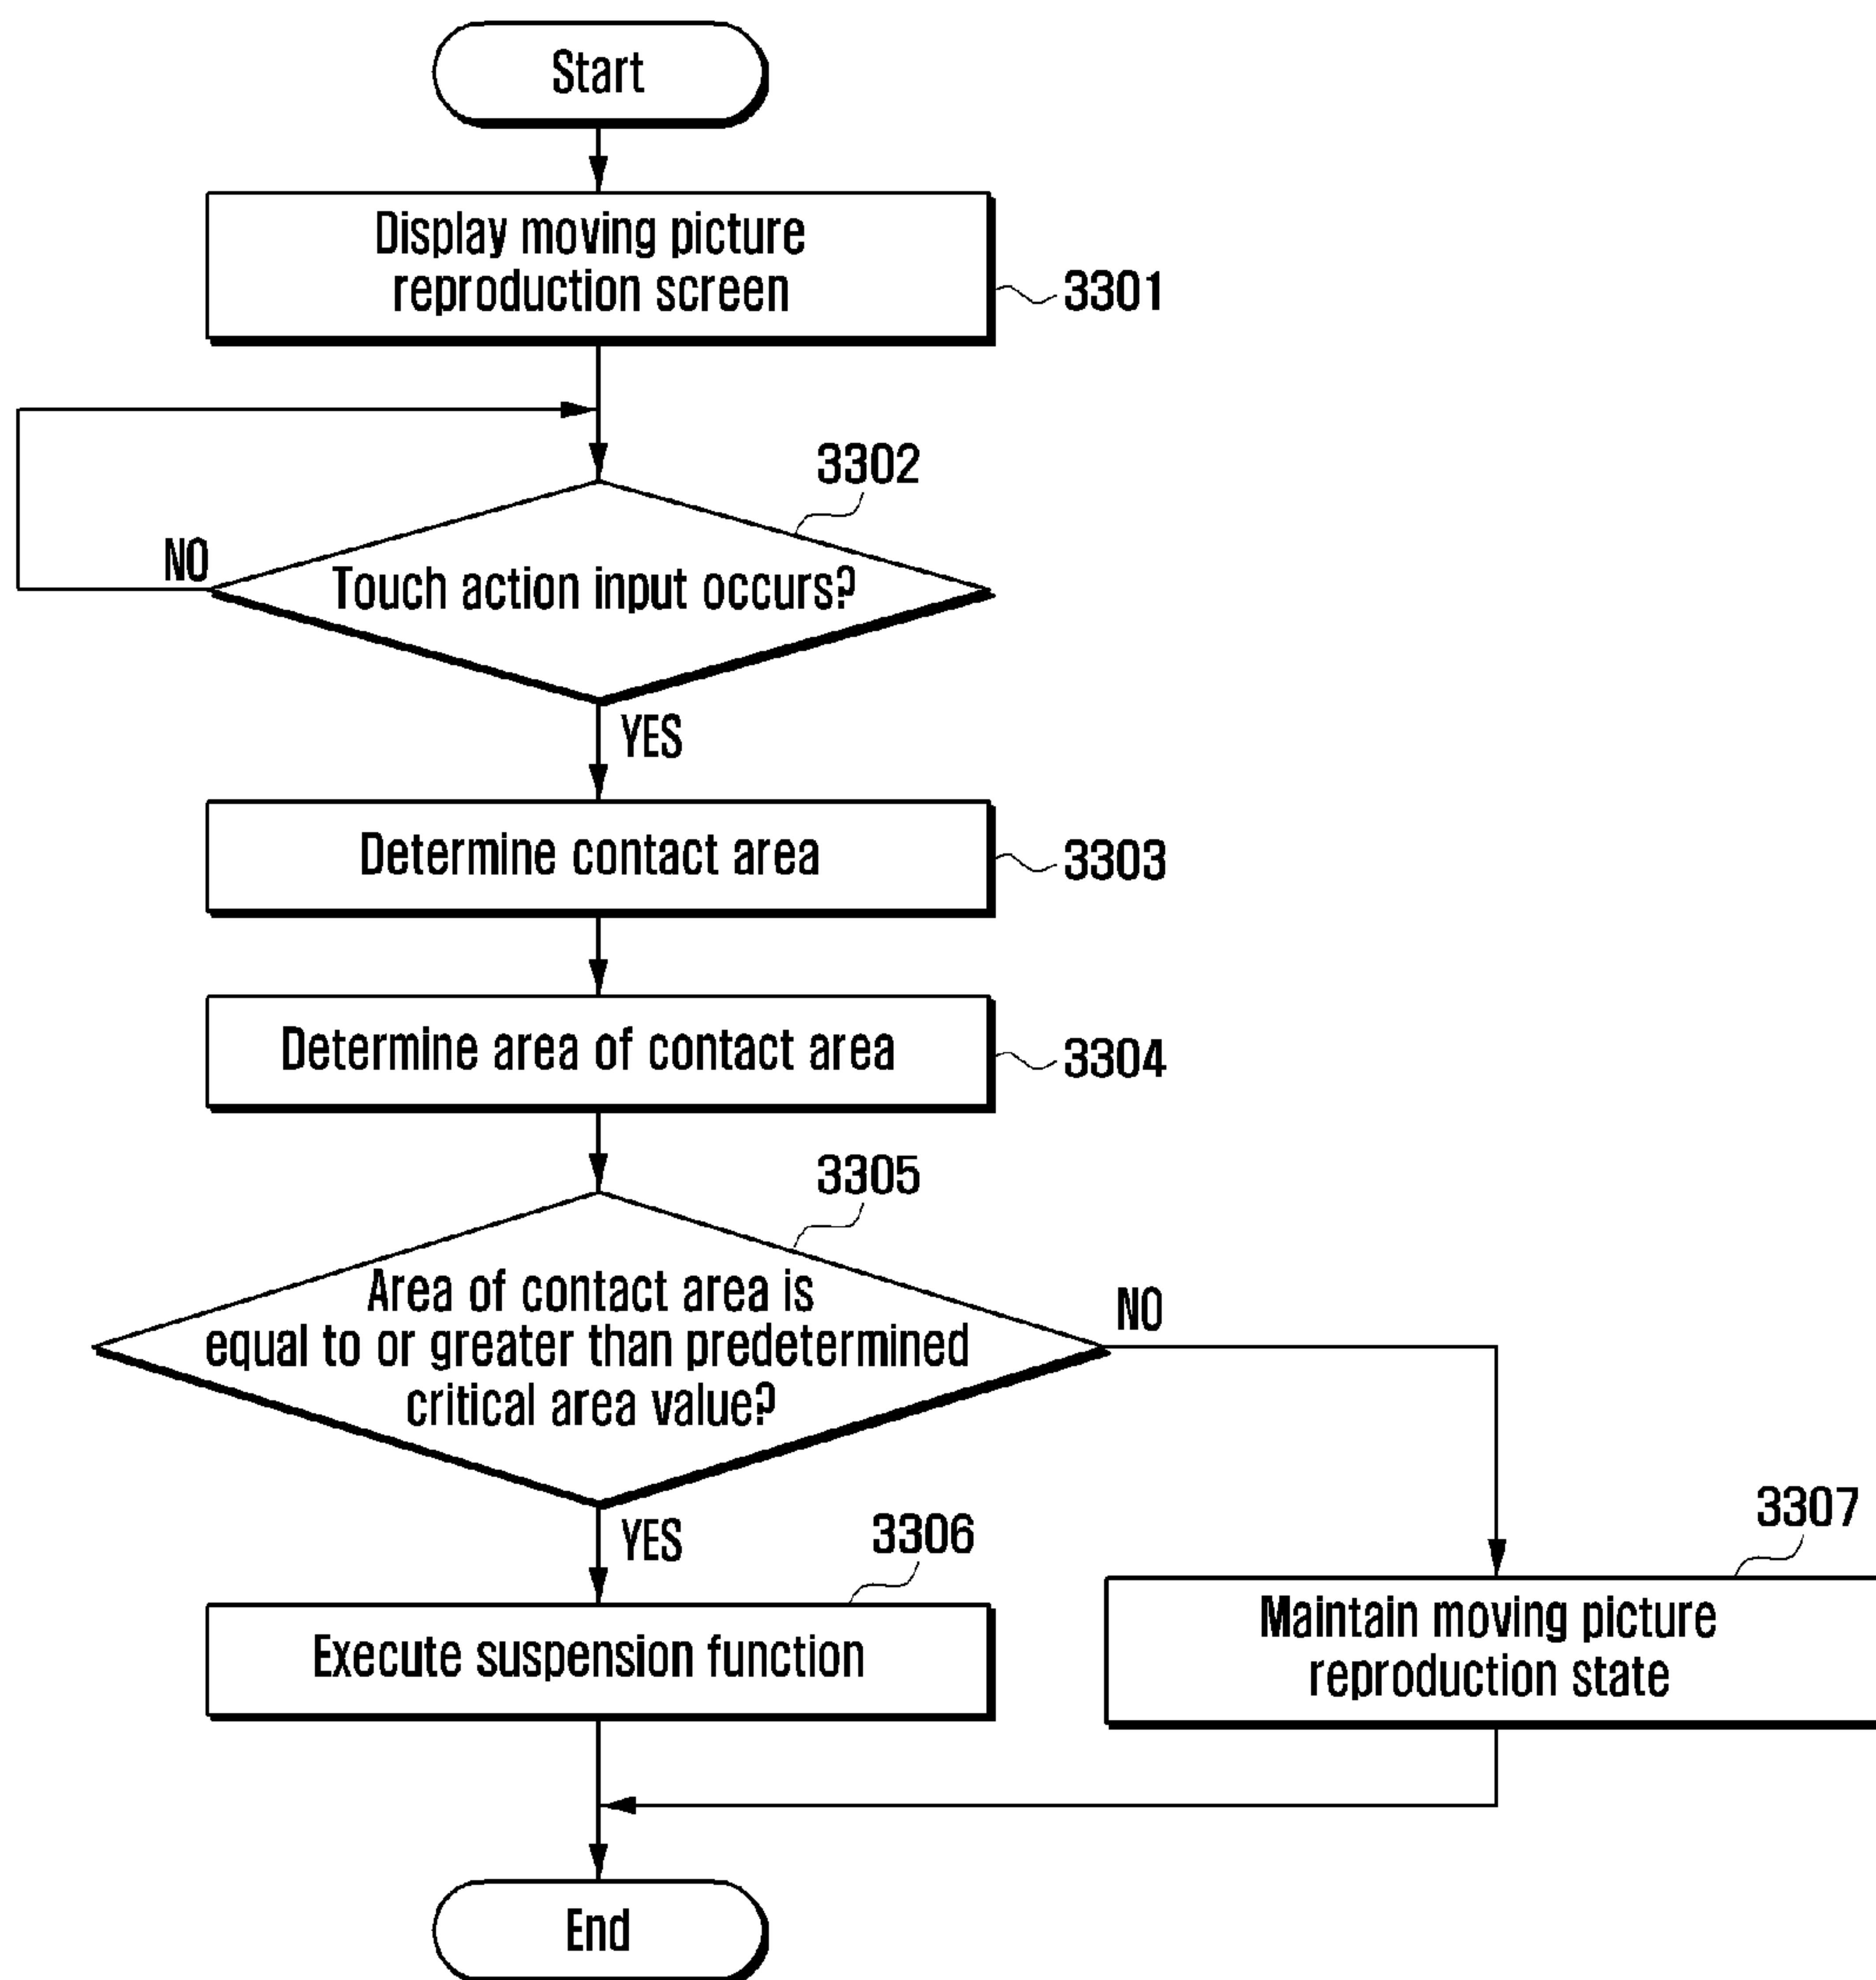 Start
Display moving picture
reproduction screen
3301
3302
NO
Touch action input occurs?
YES
Determine contact area
3303
Determine area of contact area
3304
3305
Area of contact area is
equal to or greater than predetermined
critical area value?
NO
YES
3306
3307
Execute suspension function
Maintain moving picture
reproduction state
End